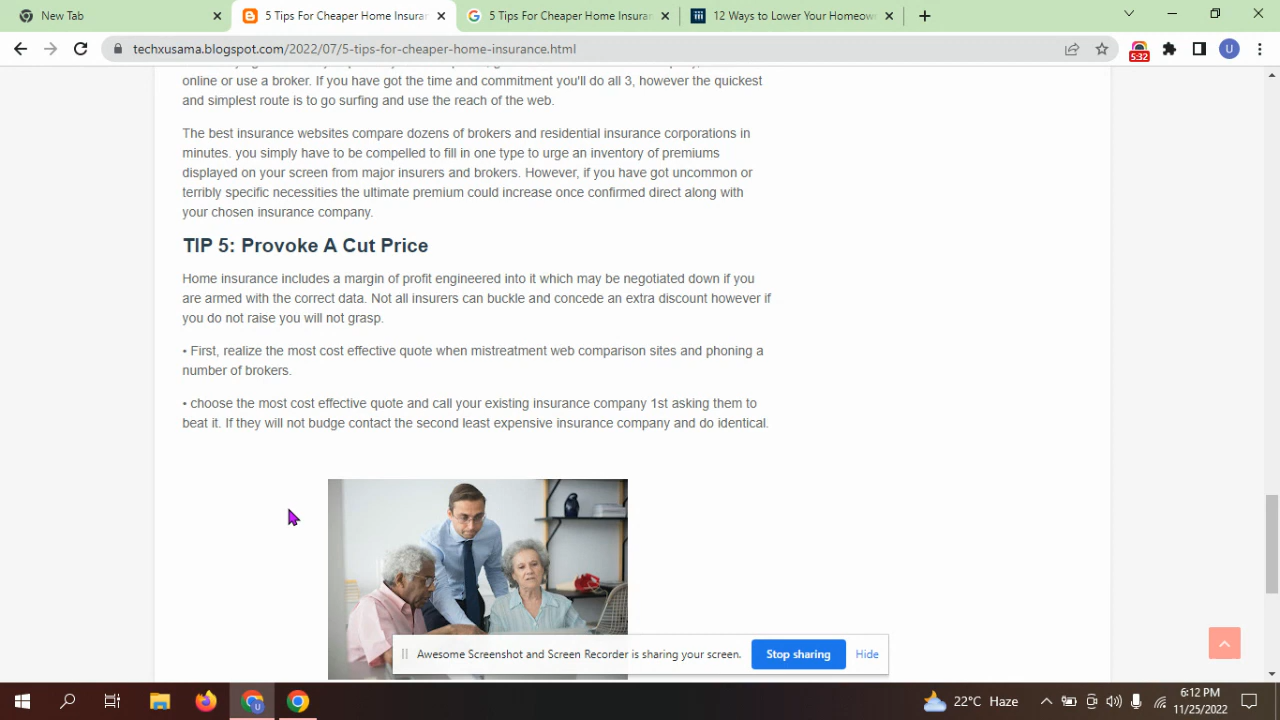 New Tab
5 Tips For Cheaper Home Insuran
5 Tips For Cheaper Home Insuran
12 Ways to Lower Your Homeown
techxusama.blogspot.com/2022/07/5-tips-for-cheaper-home-insurance.html
5:32
U
online or use a broker. If you have got the time and commitment you'll do all 3, however the quickest
and simplest route is to go surfing and use the reach of the web.
The best insurance websites compare dozens of brokers and residential insurance corporations in
minutes. you simply have to be compelled to fill in one type to urge an inventory of premiums
displayed on your screen from major insurers and brokers. However, if you have got uncommon or
terribly specific necessities the ultimate premium could increase once confirmed direct along with
your chosen insurance company.
TIP 5: Provoke A Cut Price
Home insurance includes a margin of profit engineered into it which may be negotiated down if you
are armed with the correct data. Not all insurers can buckle and concede an extra discount however if
you do not raise you will not grasp.
• First, realize the most cost effective quote when mistreatment web comparison sites and phoning a
number of brokers.
• choose the most cost effective quote and call your existing insurance company 1st asking them to
beat it. If they will not budge contact the second least expensive insurance company and do identical.
Awesome Screenshot and Screen Recorder is sharing your screen.
Stop sharing
Hide
U
22°C Haze
6:12 PM
11/25/2022